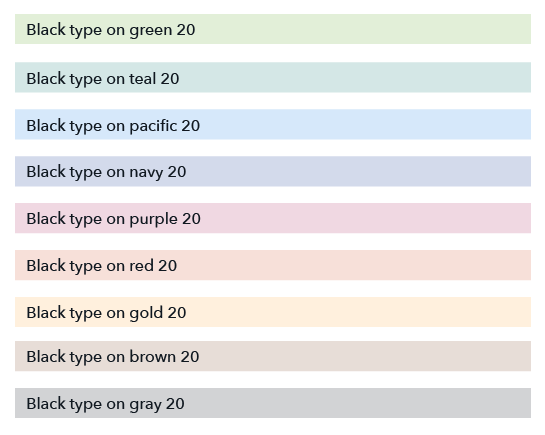 Black type on green 20
Black type on teal 20
Black type on pacific 20
Black type on navy 20
Black type on purple 20
Black type on red 20
Black type on gold 20
Black type on brown 20
Black type on gray 20